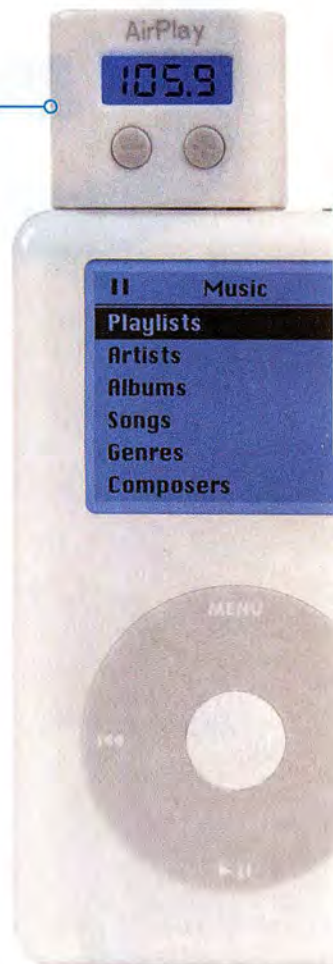 AirPlay
105.9
Music
Playlists
Artists
Albums
Songs
Genres
Composers
MENU